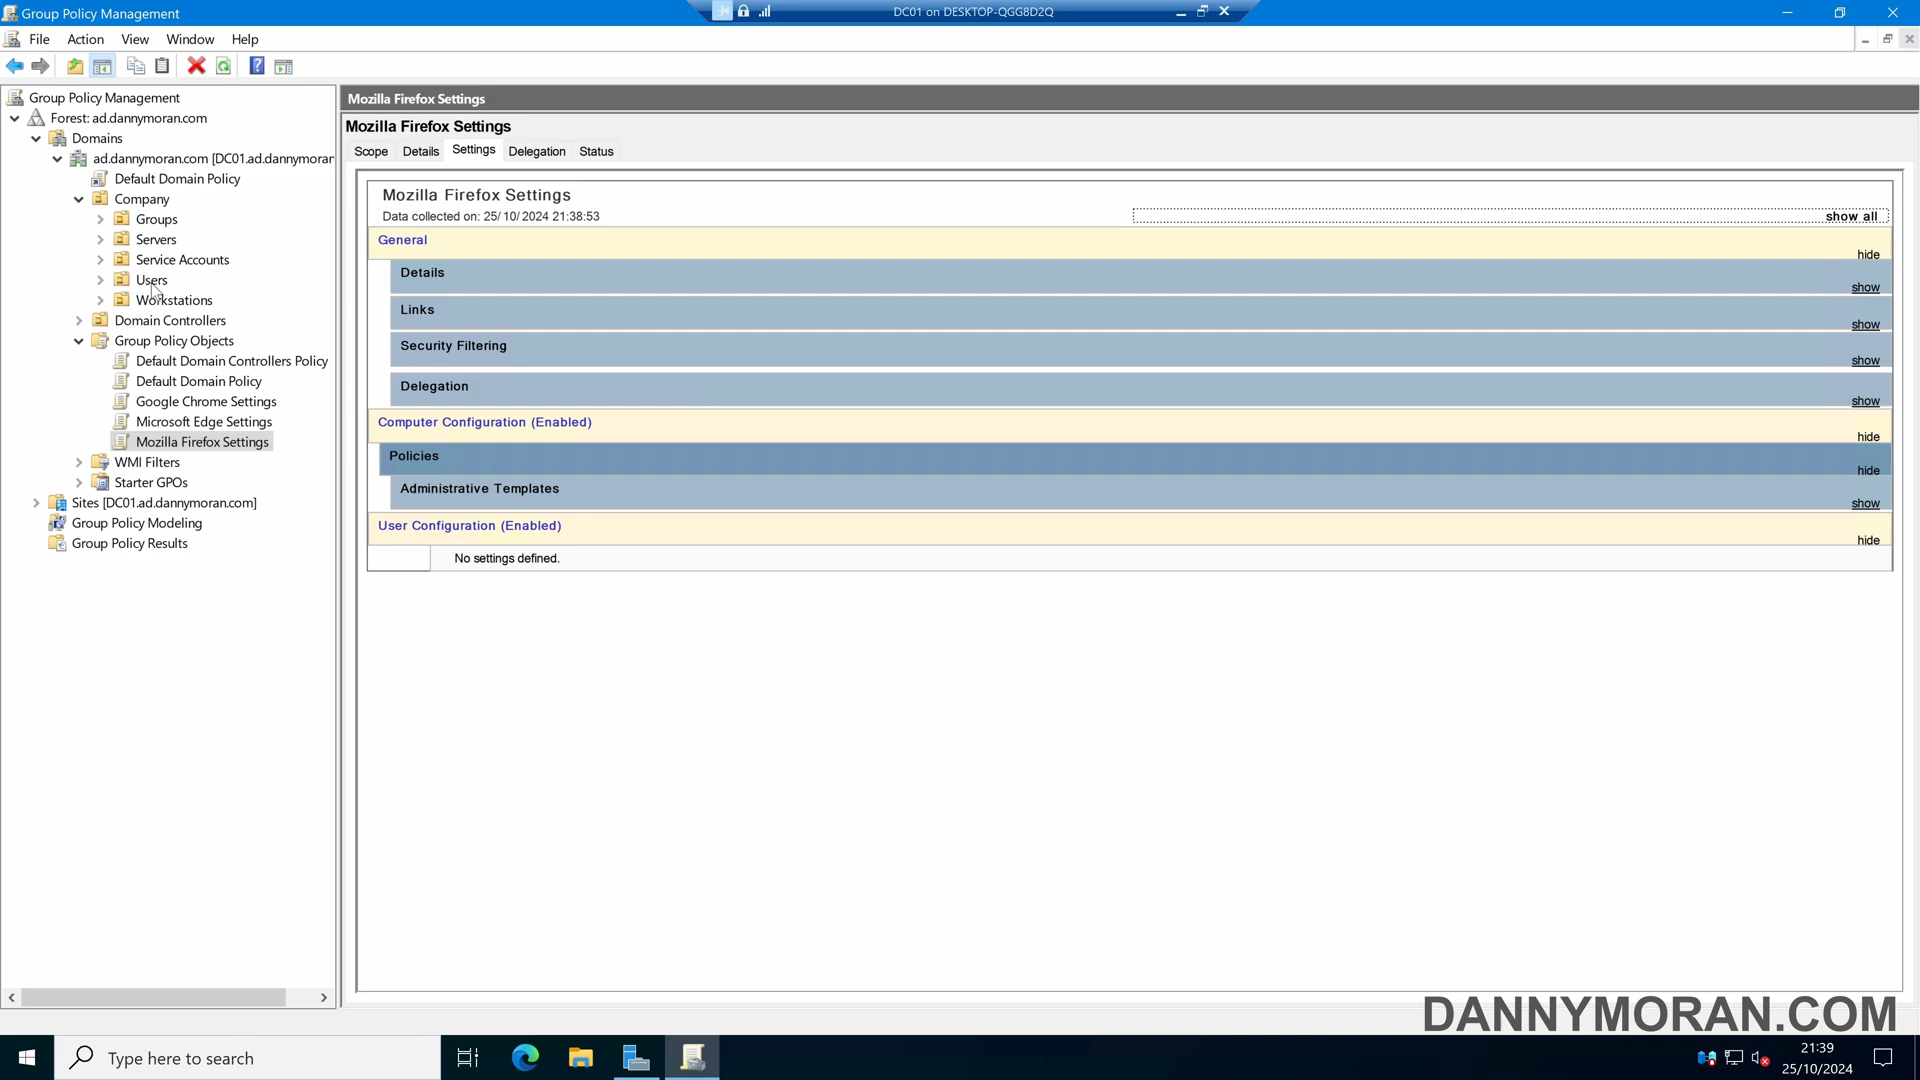 Group Policy Management
DC01 on DESKTOP-QGG8D2Q
File Action View Window Help
Group Policy Management
Forest: ad.dannymoran.com
Domains
ad.dannymoran.com [DC01.ad.dannymoran
Default Domain Policy
Company
Groups
Servers
Service Accounts
Users
Workstations
Domain Controllers
Group Policy Objects
Default Domain Controllers Policy
Default Domain Policy
Google Chrome Settings
Microsoft Edge Settings
Mozilla Firefox Settings
WMI Filters
Starter GPOs
Sites [DC01.ad.dannymoran.com]
Group Policy Modeling
Group Policy Results
Mozilla Firefox Settings
Mozilla Firefox Settings
Scope Details Settings Delegation Status
Mozilla Firefox Settings
Data collected on: 25/10/2024 21:38:53
show all
General
hide
Details
show
Links
show
Security Filtering
show
Delegation
show
Computer Configuration (Enabled)
hide
Policies
hide
Administrative Templates
show
User Configuration (Enabled)
hide
No settings defined.
DANNYMORAN.COM
Type here to search
21:39
25/10/2024